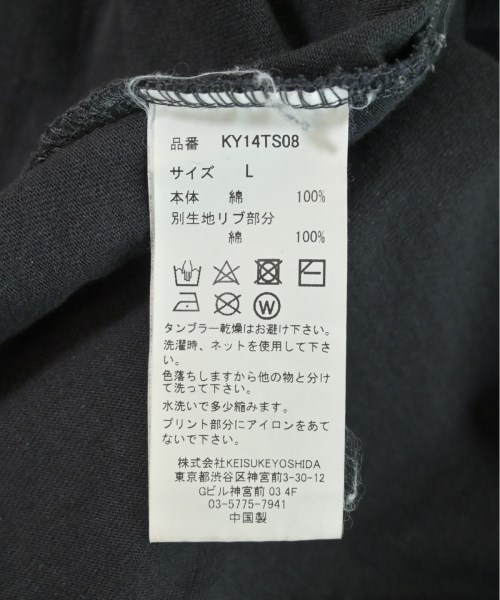 品番 KY14TS08
サイズ L
本体 綿 100%
別生地リブ部分
綿 100%
W
タンブラー乾燥はお避け下さい。
洗濯時、ネットを使用して下さ
い。
色落ちしますから他の物と分け
て洗って下さい。
水洗いで多少縮みます。
プリント部分にアイロンをあて
ないで下さい。
株式会社KEISUKEYOSHIDA
東京都渋谷区神宮前3-30-12
Gビル神宮前 03 4F
03-5775-7941
中国製